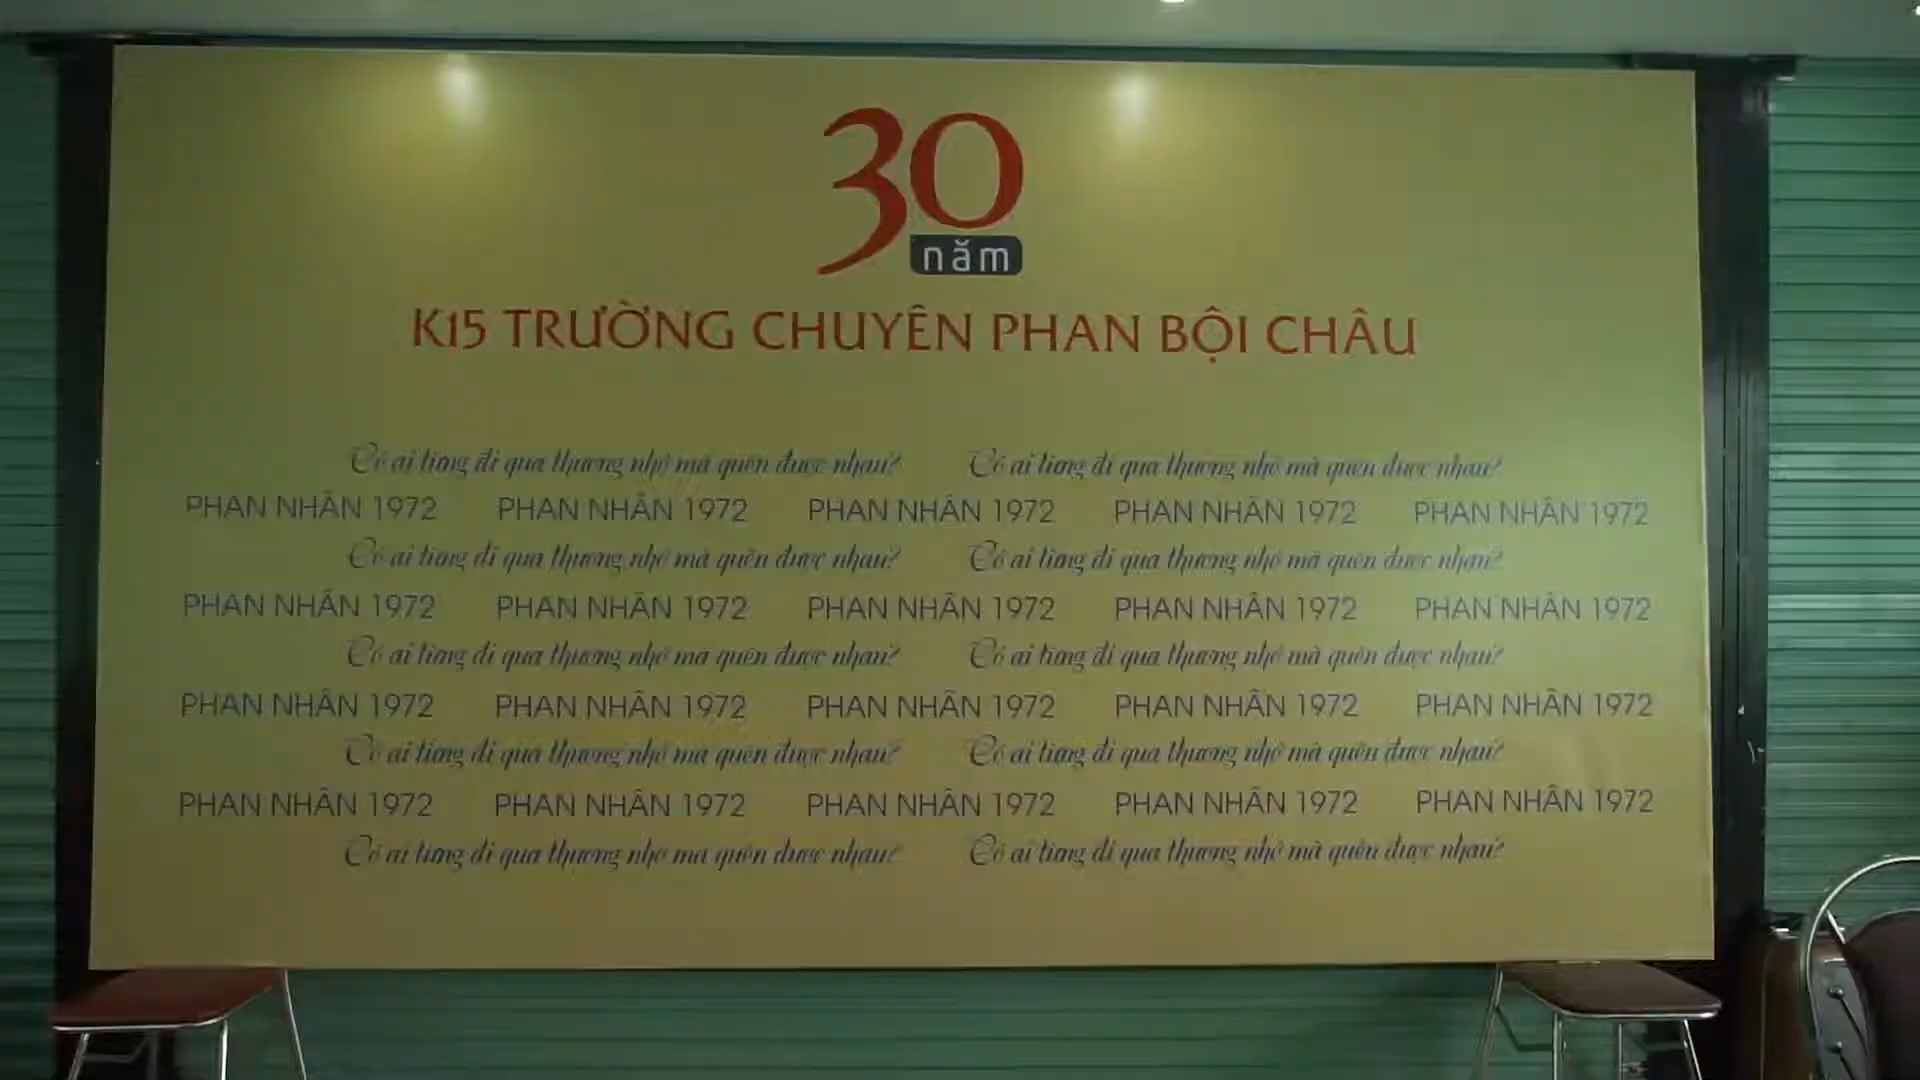 30
năm
K15 TRƯỜNG CHUYÊN PHAN BỘI CHÂU
Có ai từng đi qua thương nhớ mà quên được nhau? Có ai từng đi qua thương nhớ mà quên được nhau?
PHAN NHÂN 1972 PHAN NHÂN 1972 PHAN NHÂN 1972 PHAN NHÂN 1972 PHAN NHÂN 1972
Có ai từng đi qua thương nhớ mà quên được nhau? Có ai từng đi qua thương nhớ mà quên được nhau?
PHAN NHÂN 1972 PHAN NHÂN 1972 PHAN NHÂN 1972 PHAN NHÂN 1972 PHAN NHÂN 1972
Có ai từng đi qua thương nhớ mà quên được nhau? Có ai từng đi qua thương nhớ mà quên được nhau?
PHAN NHÂN 1972 PHAN NHÂN 1972 PHAN NHÂN 1972 PHAN NHÂN 1972 PHAN NHÂN 1972
Có ai từng đi qua thương nhớ mà quên được nhau? Có ai từng đi qua thương nhớ mà quên được nhau?
PHAN NHÂN 1972 PHAN NHÂN 1972 PHAN NHÂN 1972 PHAN NHÂN 1972 PHAN NHÂN 1972
Có ai từng đi qua thương nhớ mà quên được nhau? Có ai từng đi qua thương nhớ mà quên được nhau?